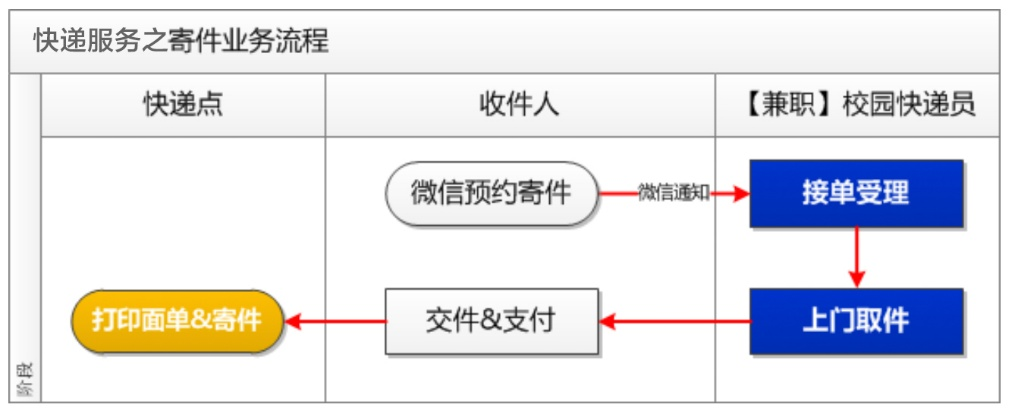 快递服务之寄件业务流程
快递点
收件人
【兼职】校园快递员
微信预约寄件
微信通知
接单受理
打印面单&寄件
交件&支付
上门取件
阶段